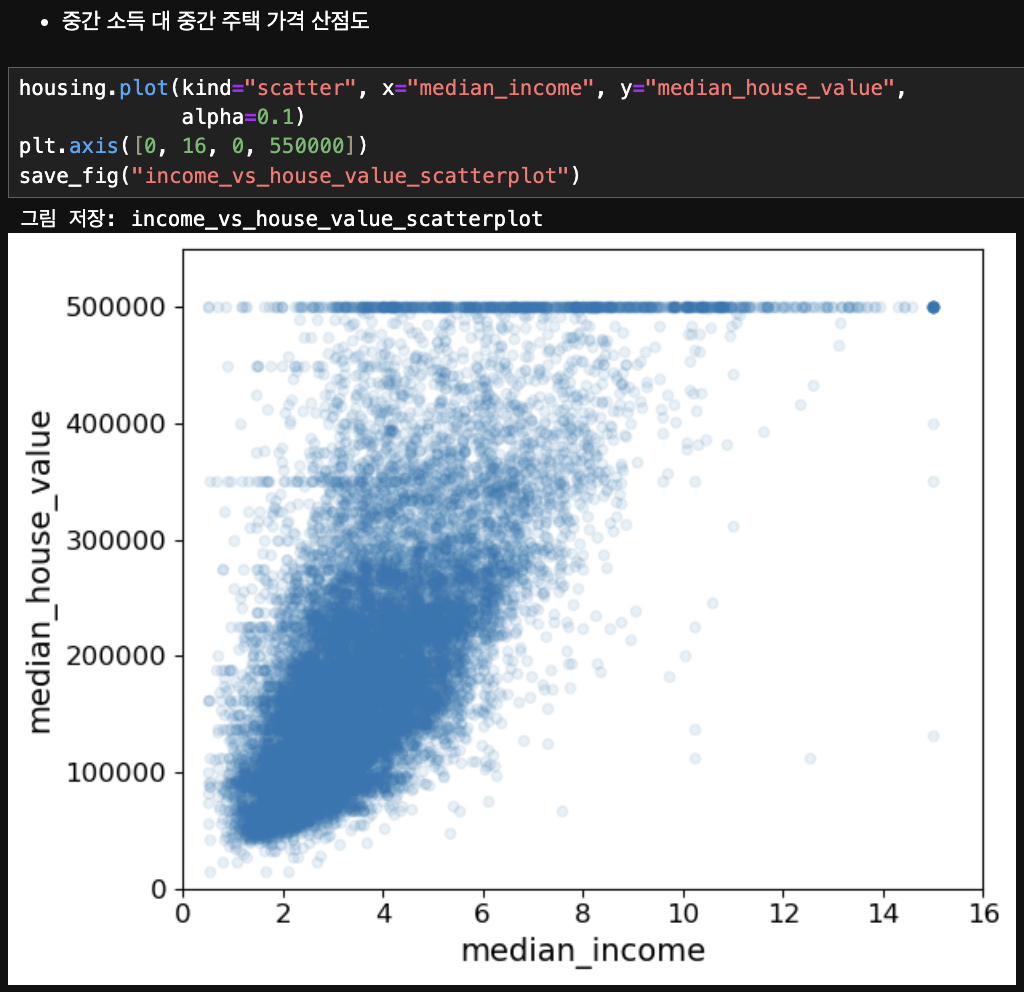 • 중간 소득 대 중간 주택 가격 산점도
housing.plot(kind="scatter", x="median_income", y="median_house_value",
             alpha=0.1)
plt.axis([0, 16, 0, 550000])
save_fig("income_vs_house_value_scatterplot")
그림 저장: income_vs_house_value_scatterplot
500000
400000
300000
200000
100000
0
median_house_value
0 2 4 6 8 10 12 14 16
median_income